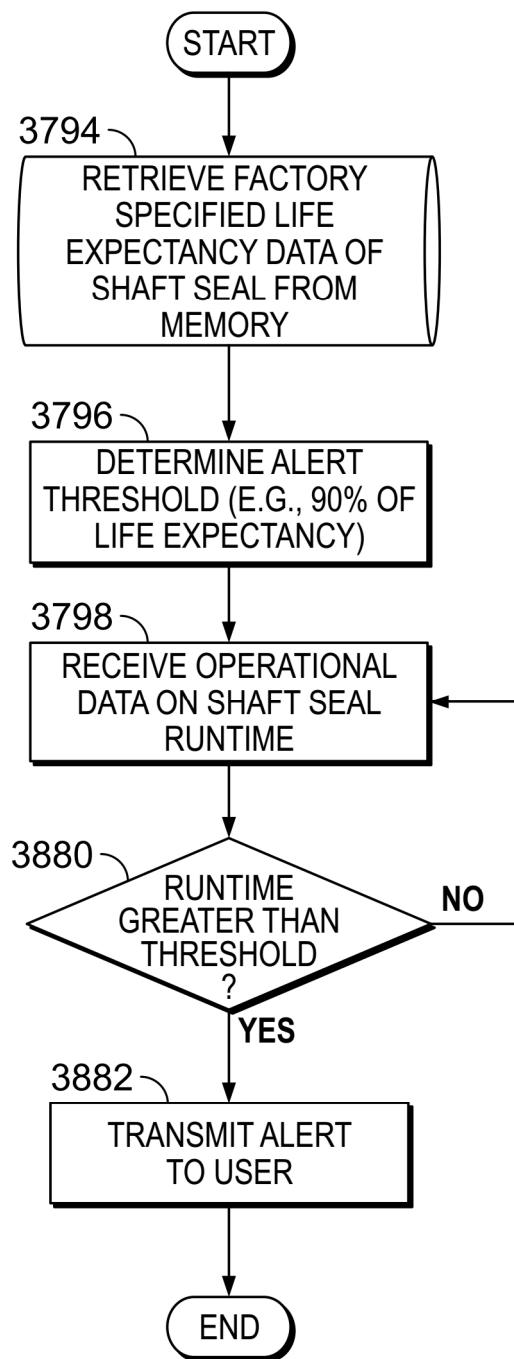 START
3794
RETRIEVE FACTORY
SPECIFIED LIFE
EXPECTANCY DATA OF
SHAFT SEAL FROM
MEMORY
3796
DETERMINE ALERT
THRESHOLD (E.G., 90% OF
LIFE EXPECTANCY)
3798
RECEIVE OPERATIONAL
DATA ON SHAFT SEAL
RUNTIME
3880
RUNTIME
GREATER THAN
THRESHOLD
?
NO
YES
3882
TRANSMIT ALERT
TO USER
END